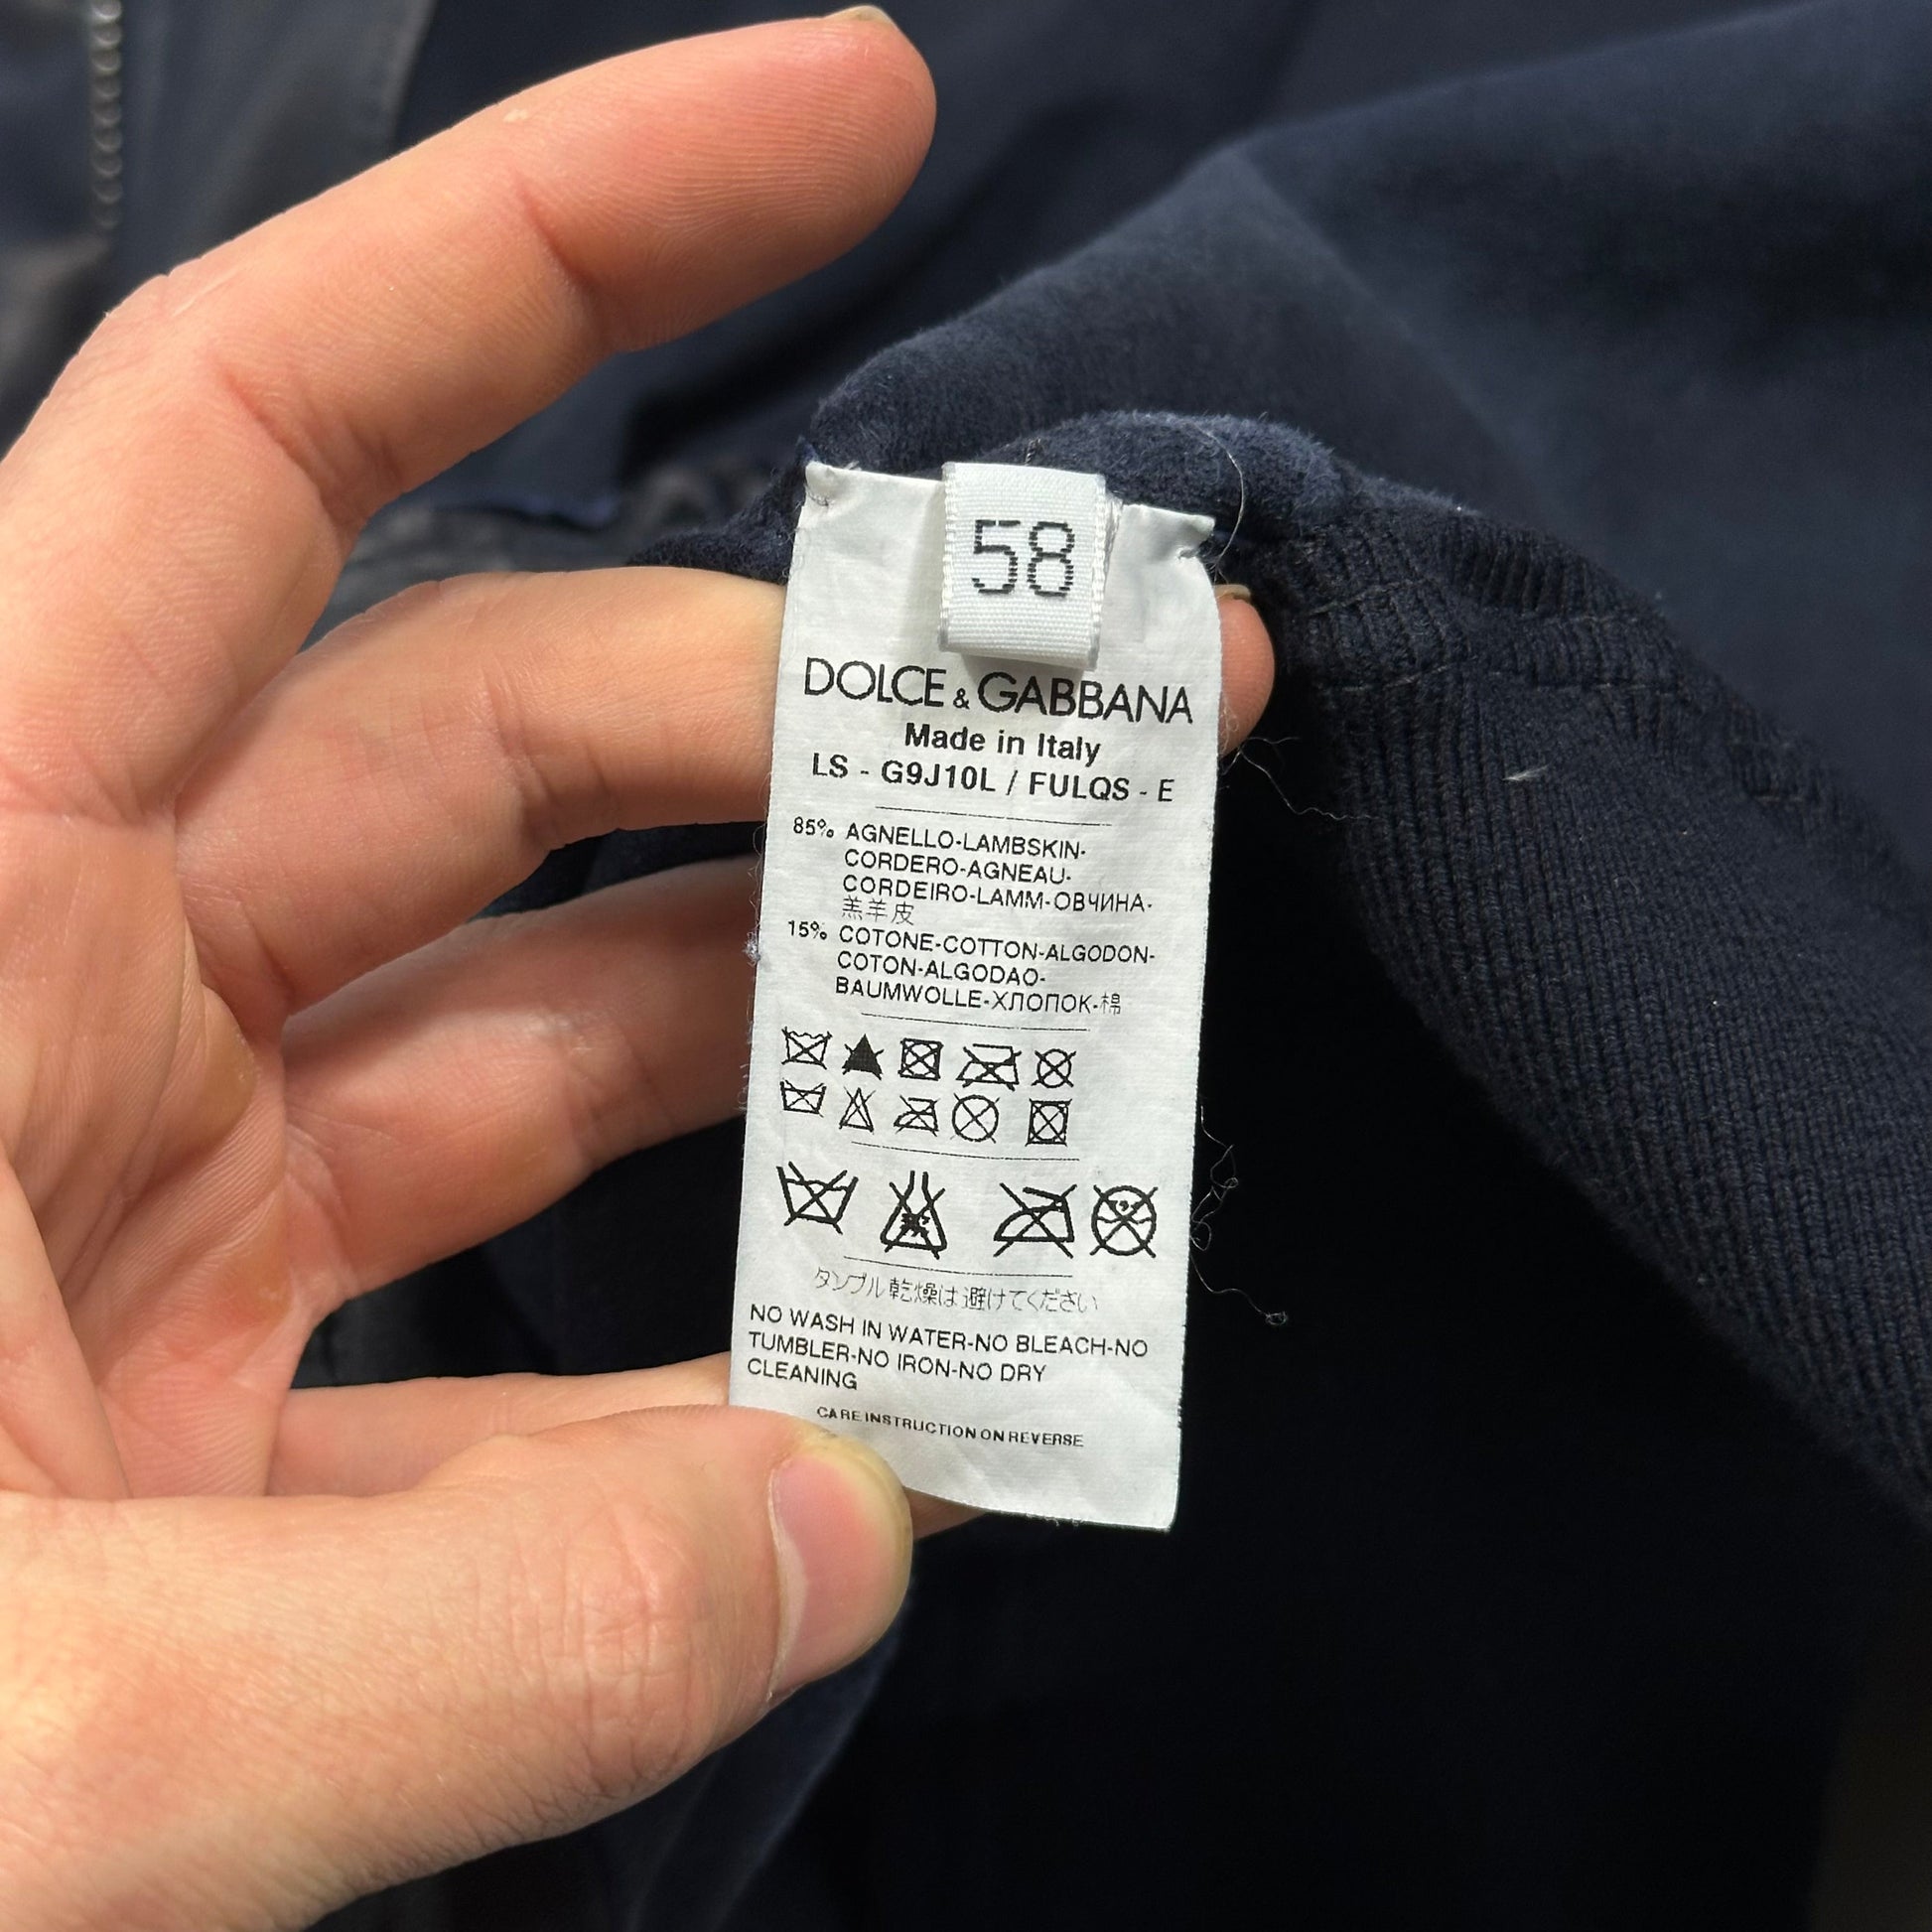 58
DOLCE & GABBANA
Made in Italy
LS - G9J10L / FULQS - E
85% AGNELLO-LAMBSKIN-
CORDERO-AGNEAU-
CORDEIRO-LAMM-ОВЧИНА-
羔羊皮
15% COTONE-COTTON-ALGODON-
COTON-ALGODAO-
BAUMWOLLE-ХЛОПОК-棉
タンブル乾燥は避けてください
NO WASH IN WATER-NO BLEACH-NO
TUMBLER-NO IRON-NO DRY
CLEANING
CARE INSTRUCTION ON REVERSE